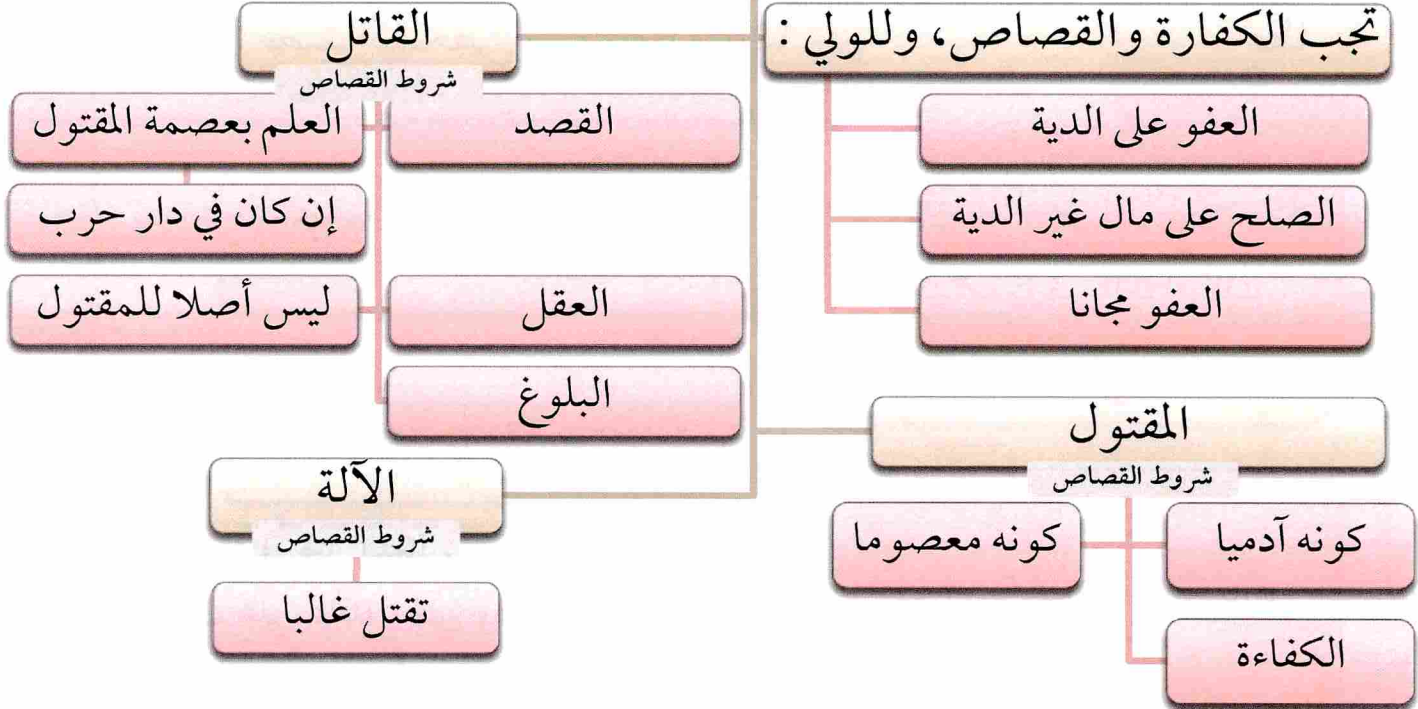 تجب الكفارة والقصاص، وللولي :
العفو على الدية
الصلح على مال غير الدية
العفو مجانا
القاتل
شروط القصاص
القصد
العلم بعصمة المقتول
إن كان في دار حرب
العقل
ليس أصلا للمقتول
البلوغ
المقتول
شروط القصاص
كونه آدميا
كونه معصوما
الكفاءة
الآلة
شروط القصاص
تقتل غالبا